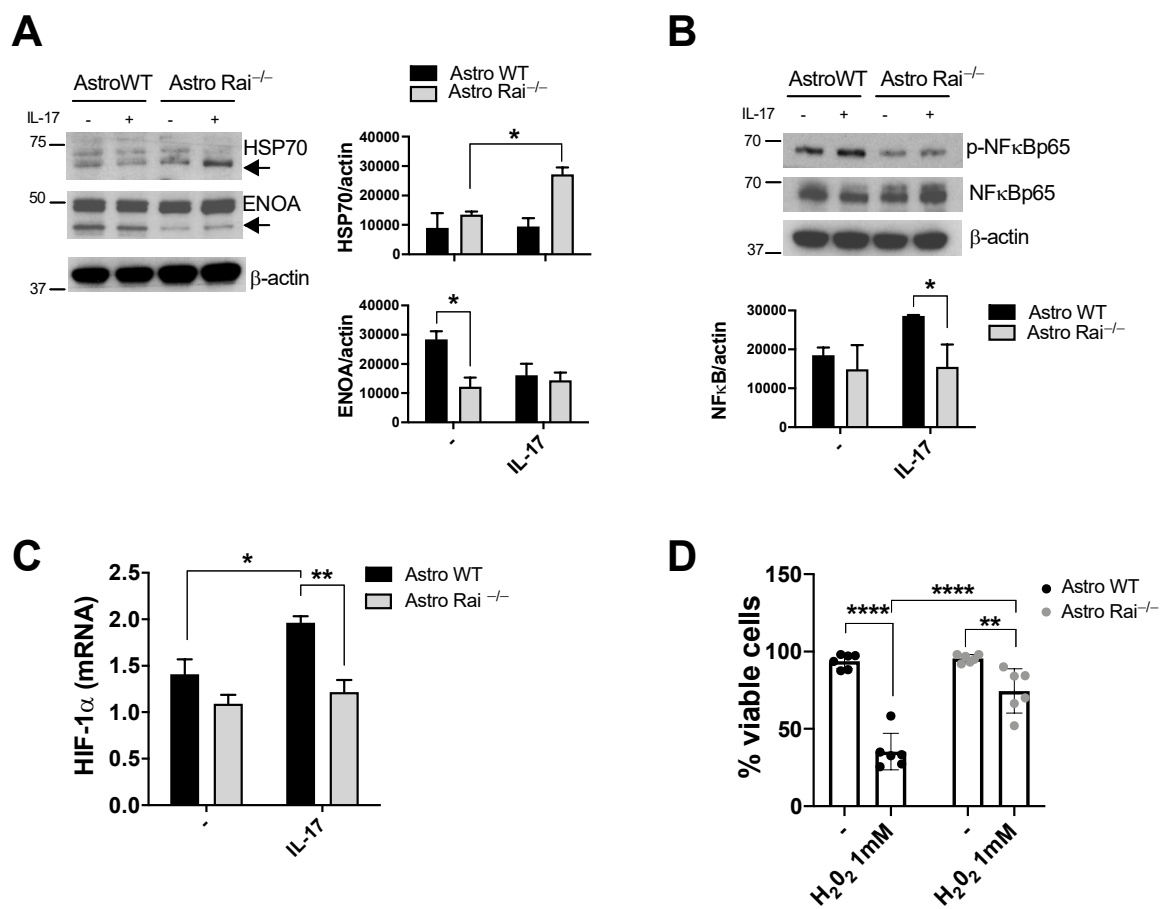 A
AstroWT Astro Rai–/–
IL-17 - + - +
75
HSP70
50
ENOA
37
β-actin
Astro WT
Astro Rai–/–
HSP70/actin
40000
30000
20000
10000
0
*
ENOA/actin
40000
30000
20000
10000
0
*
- IL-17
B
AstroWT Astro Rai–/–
IL-17 - + - +
70
p-NFκBp65
70
NFκBp65
37
β-actin
NFκB/actin
30000
20000
10000
0
*
- IL-17
Astro WT
Astro Rai–/–
C
HIF-1α (mRNA)
2.5
2.0
1.5
1.0
0.5
0.0
* **
- IL-17
Astro WT
Astro Rai –/–
D
% viable cells
150
100
50
0
**** **** **
- H₂0₂ 1mM - H₂0₂ 1mM
Astro WT
Astro Rai–/–